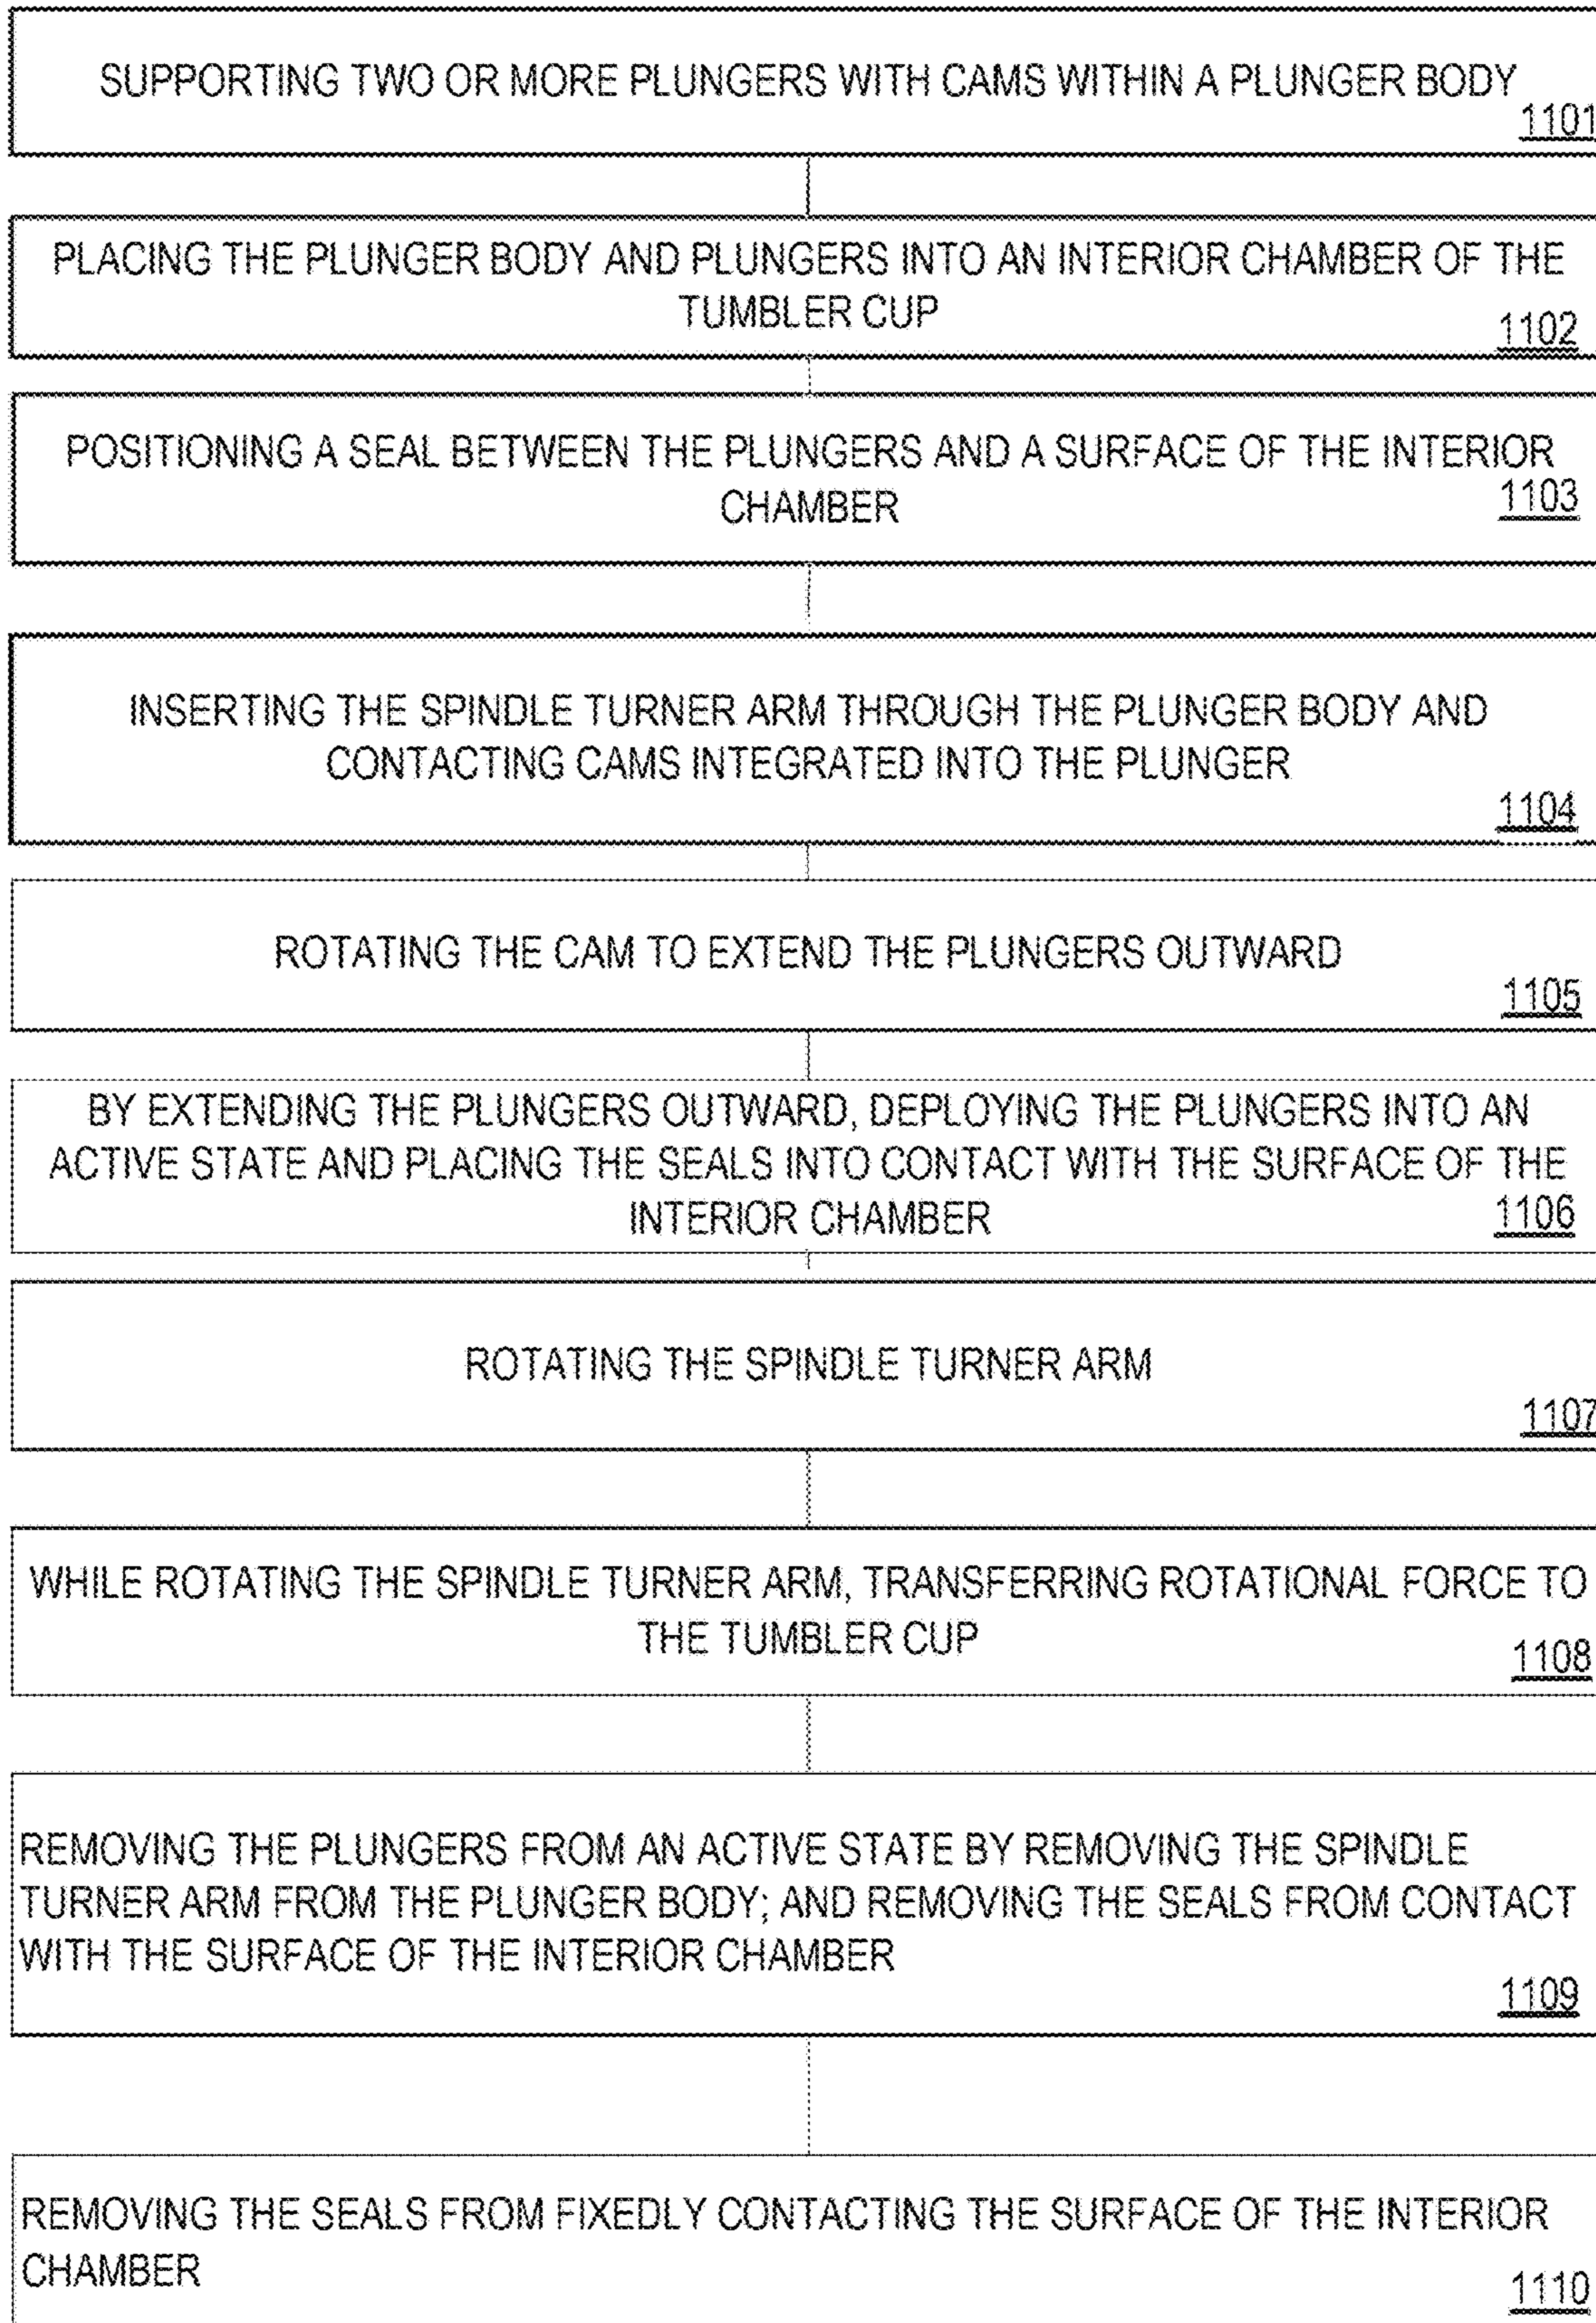 SUPPORTING TWO OR MORE PLUNGERS WITH CAMS WITHIN A PLUNGER BODY
1101
PLACING THE PLUNGER BODY AND PLUNGERS INTO AN INTERIOR CHAMBER OF THE
TUMBLER CUP
1102
POSITIONING A SEAL BETWEEN THE PLUNGERS AND A SURFACE OF THE INTERIOR
CHAMBER
1103
INSERTING THE SPINDLE TURNER ARM THROUGH THE PLUNGER BODY AND
CONTACTING CAMS INTEGRATED INTO THE PLUNGER
1104
ROTATING THE CAM TO EXTEND THE PLUNGERS OUTWARD
1105
BY EXTENDING THE PLUNGERS OUTWARD, DEPLOYING THE PLUNGERS INTO AN
ACTIVE STATE AND PLACING THE SEALS INTO CONTACT WITH THE SURFACE OF THE
INTERIOR CHAMBER
1106
ROTATING THE SPINDLE TURNER ARM
1107
WHILE ROTATING THE SPINDLE TURNER ARM, TRANSFERRING ROTATIONAL FORCE TO
THE TUMBLER CUP
1108
REMOVING THE PLUNGERS FROM AN ACTIVE STATE BY REMOVING THE SPINDLE
TURNER ARM FROM THE PLUNGER BODY; AND REMOVING THE SEALS FROM CONTACT
WITH THE SURFACE OF THE INTERIOR CHAMBER
1109
REMOVING THE SEALS FROM FIXEDLY CONTACTING THE SURFACE OF THE INTERIOR
CHAMBER
1110